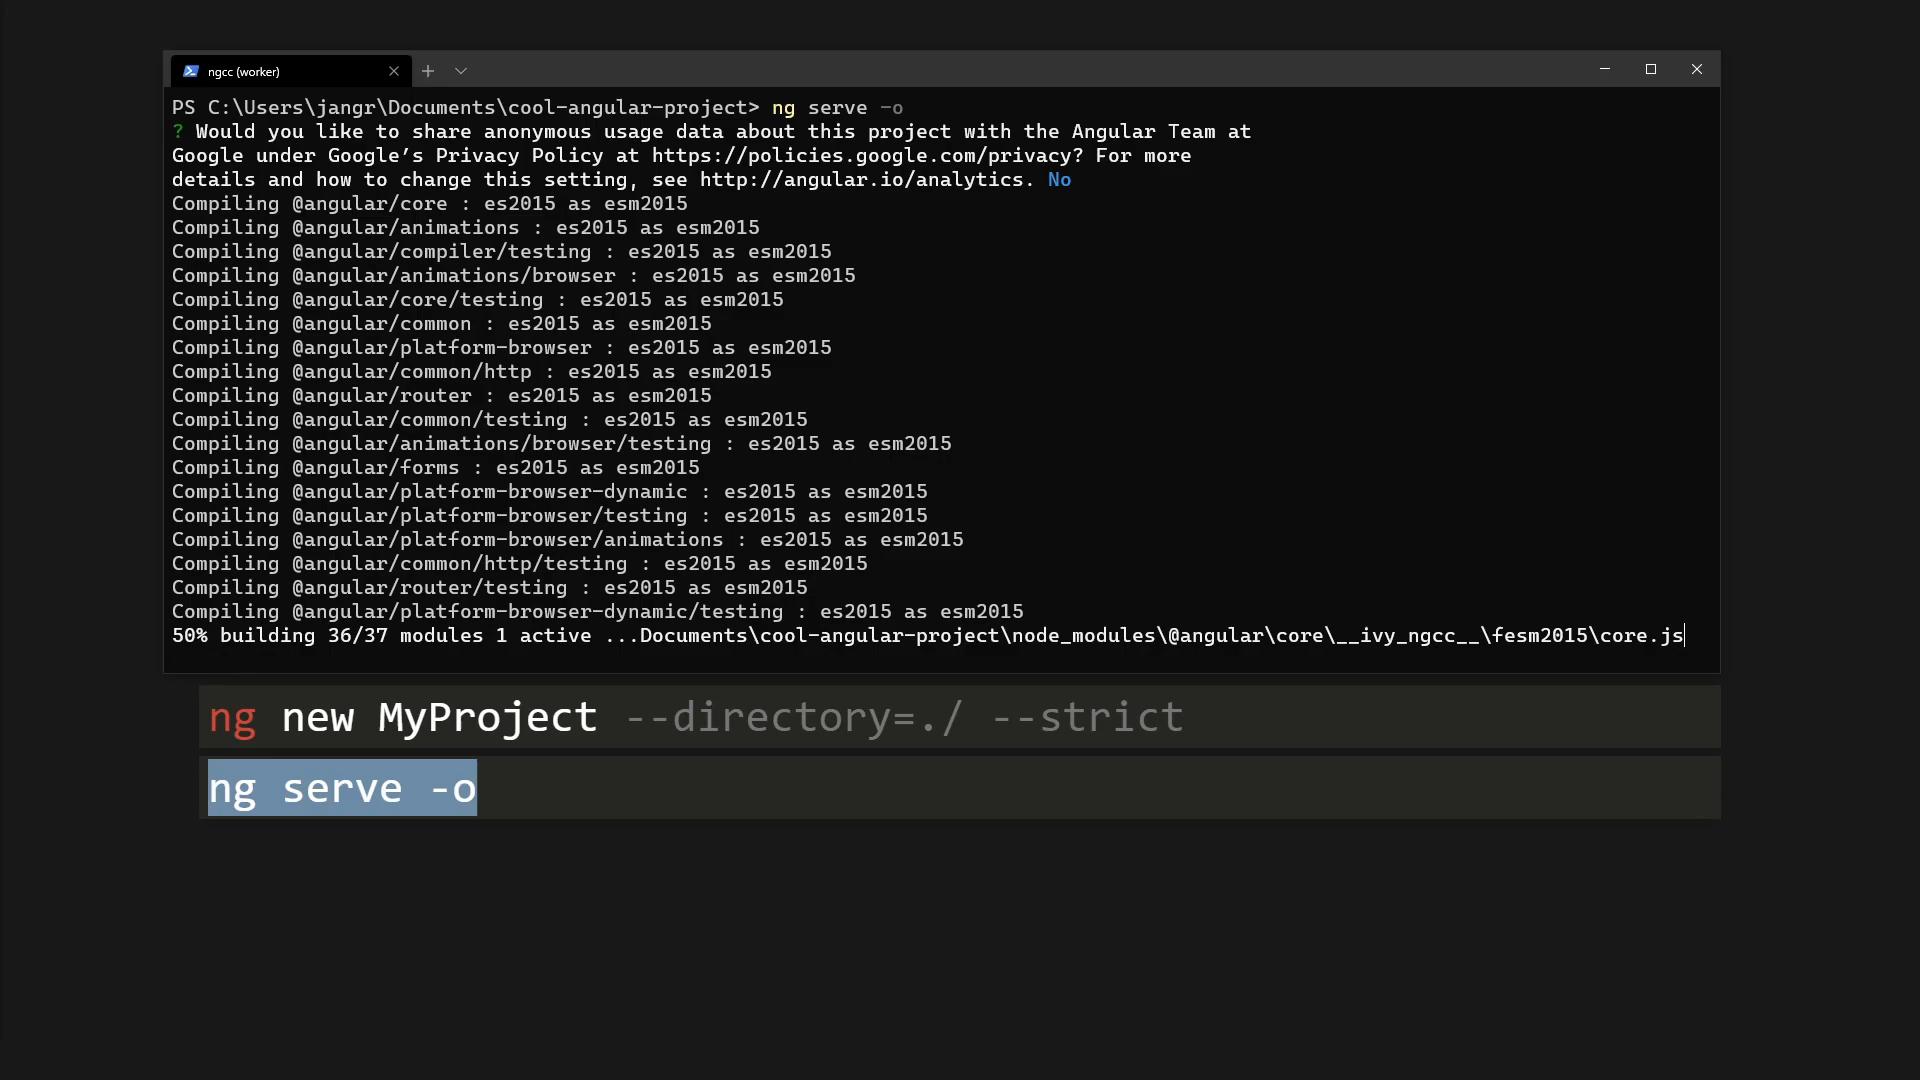 ngcc (worker)
PS C:\Users\jangr\Documents\cool-angular-project> ng serve -o
? Would you like to share anonymous usage data about this project with the Angular Team at
Google under Google’s Privacy Policy at https://policies.google.com/privacy? For more
details and how to change this setting, see http://angular.io/analytics. No
Compiling @angular/core : es2015 as esm2015
Compiling @angular/animations : es2015 as esm2015
Compiling @angular/compiler/testing : es2015 as esm2015
Compiling @angular/animations/browser : es2015 as esm2015
Compiling @angular/core/testing : es2015 as esm2015
Compiling @angular/common : es2015 as esm2015
Compiling @angular/platform-browser : es2015 as esm2015
Compiling @angular/common/http : es2015 as esm2015
Compiling @angular/router : es2015 as esm2015
Compiling @angular/common/testing : es2015 as esm2015
Compiling @angular/animations/browser/testing : es2015 as esm2015
Compiling @angular/forms : es2015 as esm2015
Compiling @angular/platform-browser-dynamic : es2015 as esm2015
Compiling @angular/platform-browser/testing : es2015 as esm2015
Compiling @angular/platform-browser/animations : es2015 as esm2015
Compiling @angular/common/http/testing : es2015 as esm2015
Compiling @angular/router/testing : es2015 as esm2015
Compiling @angular/platform-browser-dynamic/testing : es2015 as esm2015
50% building 36/37 modules 1 active ...Documents\cool-angular-project\node_modules\@angular\core\__ivy_ngcc__\fesm2015\core.js
ng new MyProject --directory=./ --strict
ng serve -o